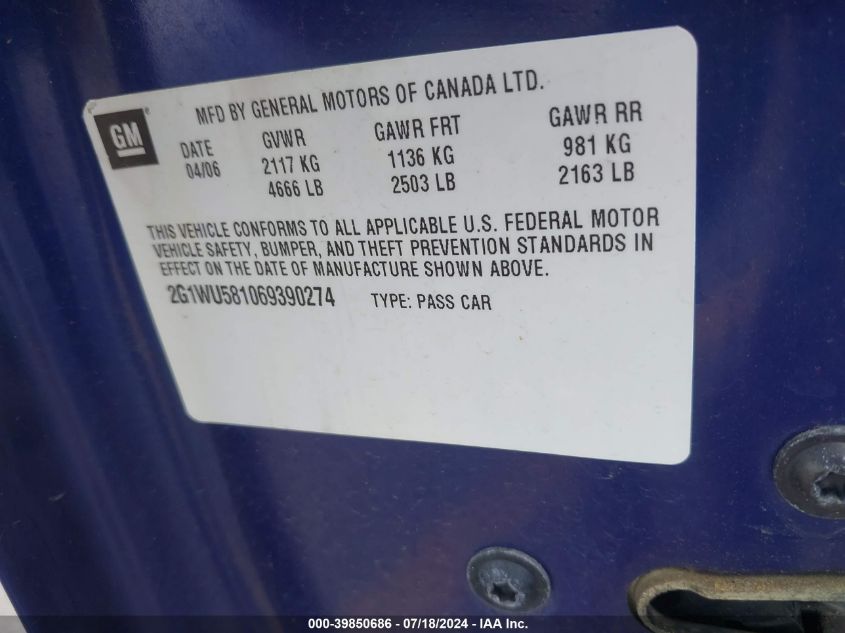 MFD BY GENERAL MOTORS OF CANADA LTD.
GM®
DATE GVWR GAWR FRT GAWR RR
04/06 2117 KG 1136 KG 981 KG
4666 LB 2503 LB 2163 LB
THIS VEHICLE CONFORMS TO ALL APPLICABLE U.S. FEDERAL MOTOR
VEHICLE SAFETY, BUMPER, AND THEFT PREVENTION STANDARDS IN
EFFECT ON THE DATE OF MANUFACTURE SHOWN ABOVE.
2G1WU581069390274 TYPE: PASS CAR
000-39850686 - 07/18/2024 - IAA Inc.